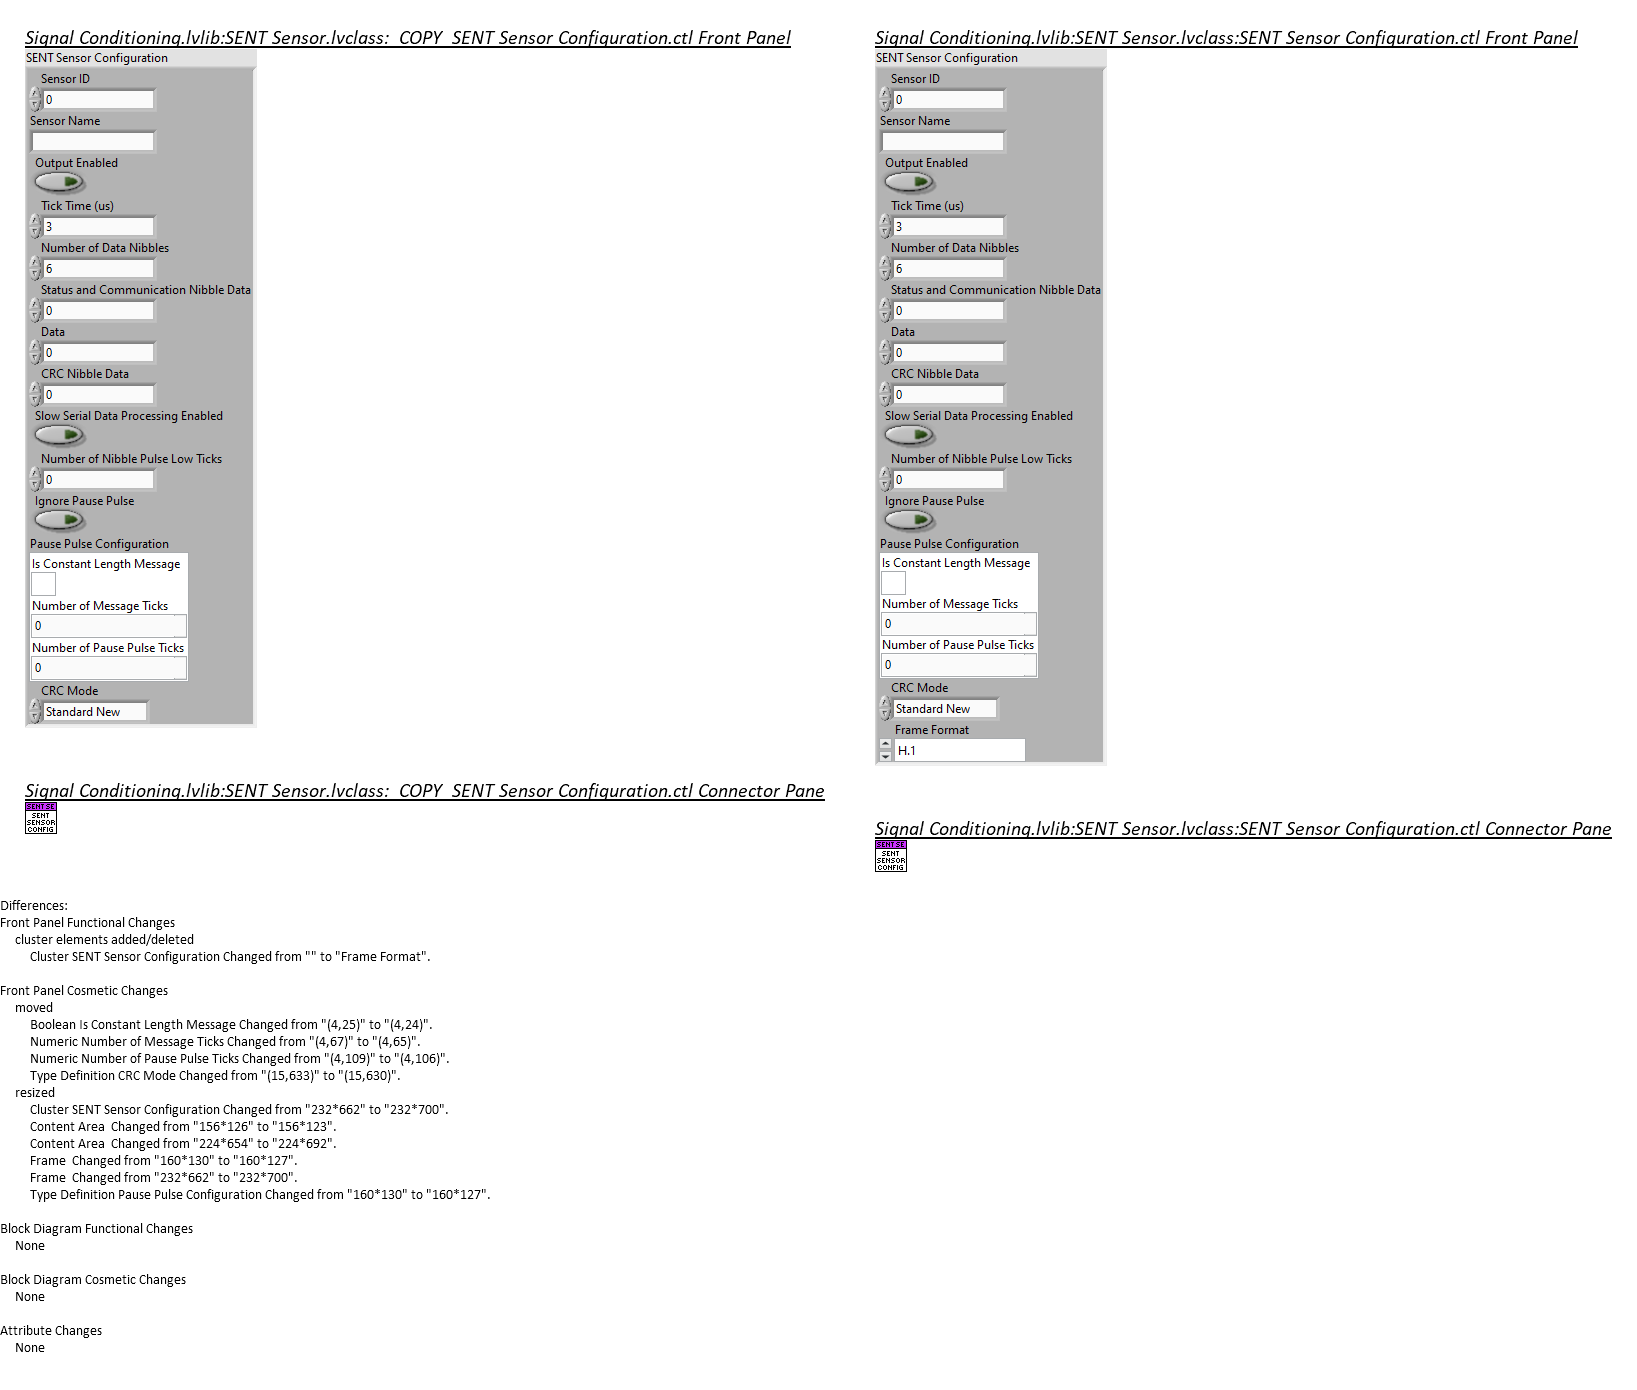 Signal Conditioning.lvlib:SENT Sensor.lvclass:_COPY_SENT Sensor Configuration.ctl Front Panel
SENT Sensor Configuration
Sensor ID
0
Sensor Name
Output Enabled
Tick Time (us)
3
Number of Data Nibbles
6
Status and Communication Nibble Data
0
Data
0
CRC Nibble Data
0
Slow Serial Data Processing Enabled
Number of Nibble Pulse Low Ticks
0
Ignore Pause Pulse
Pause Pulse Configuration
Is Constant Length Message
Number of Message Ticks
0
Number of Pause Pulse Ticks
0
CRC Mode
Standard New
Signal Conditioning.lvlib:SENT Sensor.lvclass:_COPY_SENT Sensor Configuration.ctl Connector Pane
SENT SE
SENT
SENSOR
CONFIG
Signal Conditioning.lvlib:SENT Sensor.lvclass:SENT Sensor Configuration.ctl Front Panel
SENT Sensor Configuration
Sensor ID
0
Sensor Name
Output Enabled
Tick Time (us)
3
Number of Data Nibbles
6
Status and Communication Nibble Data
0
Data
0
CRC Nibble Data
0
Slow Serial Data Processing Enabled
Number of Nibble Pulse Low Ticks
0
Ignore Pause Pulse
Pause Pulse Configuration
Is Constant Length Message
Number of Message Ticks
0
Number of Pause Pulse Ticks
0
CRC Mode
Standard New
Frame Format
H.1
Signal Conditioning.lvlib:SENT Sensor.lvclass:SENT Sensor Configuration.ctl Connector Pane
SENT SE
SENT
SENSOR
CONFIG
Differences:
Front Panel Functional Changes
cluster elements added/deleted
Cluster SENT Sensor Configuration Changed from "" to "Frame Format".
Front Panel Cosmetic Changes
moved
Boolean Is Constant Length Message Changed from "(4,25)" to "(4,24)".
Numeric Number of Message Ticks Changed from "(4,67)" to "(4,65)".
Numeric Number of Pause Pulse Ticks Changed from "(4,109)" to "(4,106)".
Type Definition CRC Mode Changed from "(15,633)" to "(15,630)".
resized
Cluster SENT Sensor Configuration Changed from "232*662" to "232*700".
Content Area  Changed from "156*126" to "156*123".
Content Area  Changed from "224*654" to "224*692".
Frame  Changed from "160*130" to "160*127".
Frame  Changed from "232*662" to "232*700".
Type Definition Pause Pulse Configuration Changed from "160*130" to "160*127".
Block Diagram Functional Changes
None
Block Diagram Cosmetic Changes
None
Attribute Changes
None